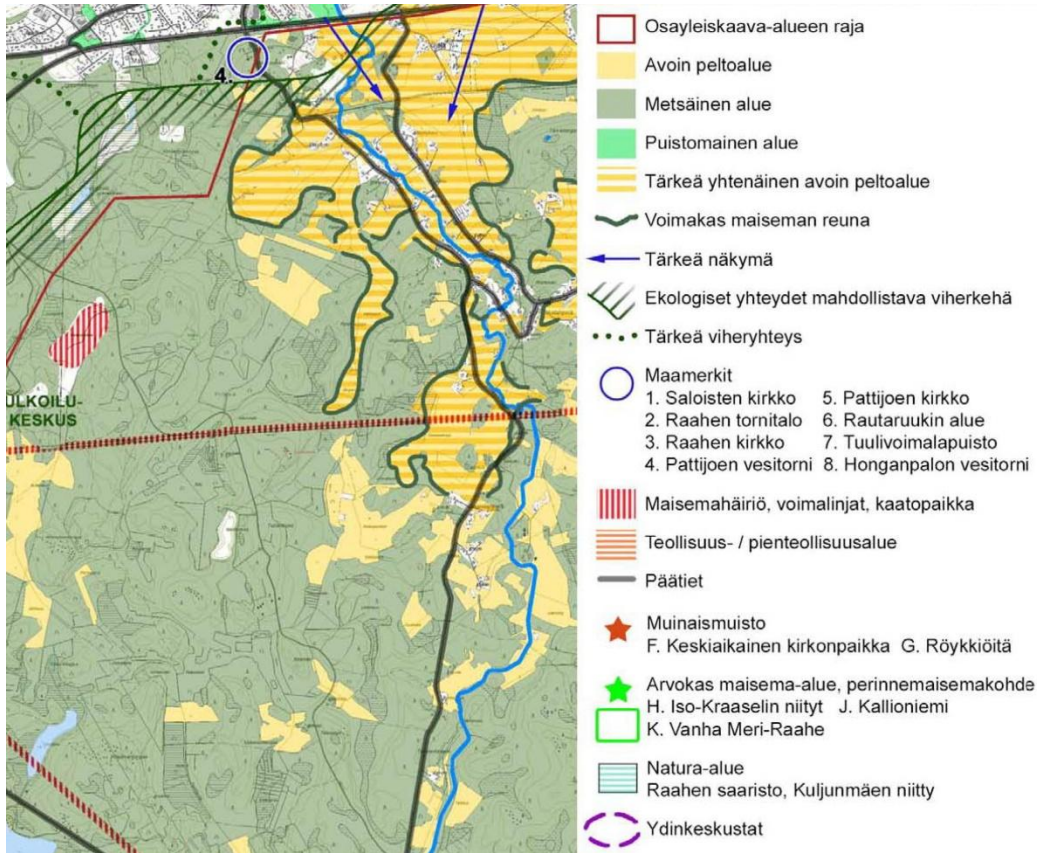 4.
ULKOILU-
KESKUS
Osayleiskaava-alueen raja
Avoin peltoalue
Metsäinen alue
Puistomainen alue
Tärkeä yhtenäinen avoin peltoalue
Voimakas maiseman reuna
Tärkeä näkymä
Ekologiset yhteydet mahdollistava viherkehä
Tärkeä viheryhteys
Maamerkit
1. Saloisten kirkko 5. Pattijoen kirkko
2. Raahen tornitalo 6. Rautaruukin alue
3. Raahen kirkko 7. Tuulivoimalapuisto
4. Pattijoen vesitorni 8. Honganpalon vesitorni
Maisemahäiriö, voimalinjat, kaatopaikka
Teollisuus- / pienteollisuusalue
Päätiet
Muinaismuisto
F. Keskiaikainen kirkonpaikka G. Röykkiöitä
Arvokas maisema-alue, perinnemaisemakohde
H. Iso-Kraaselin niityt J. Kallioniemi
K. Vanha Meri-Raahe
Natura-alue
Raahen saaristo, Kuljunmäen niitty
Ydinkeskustat